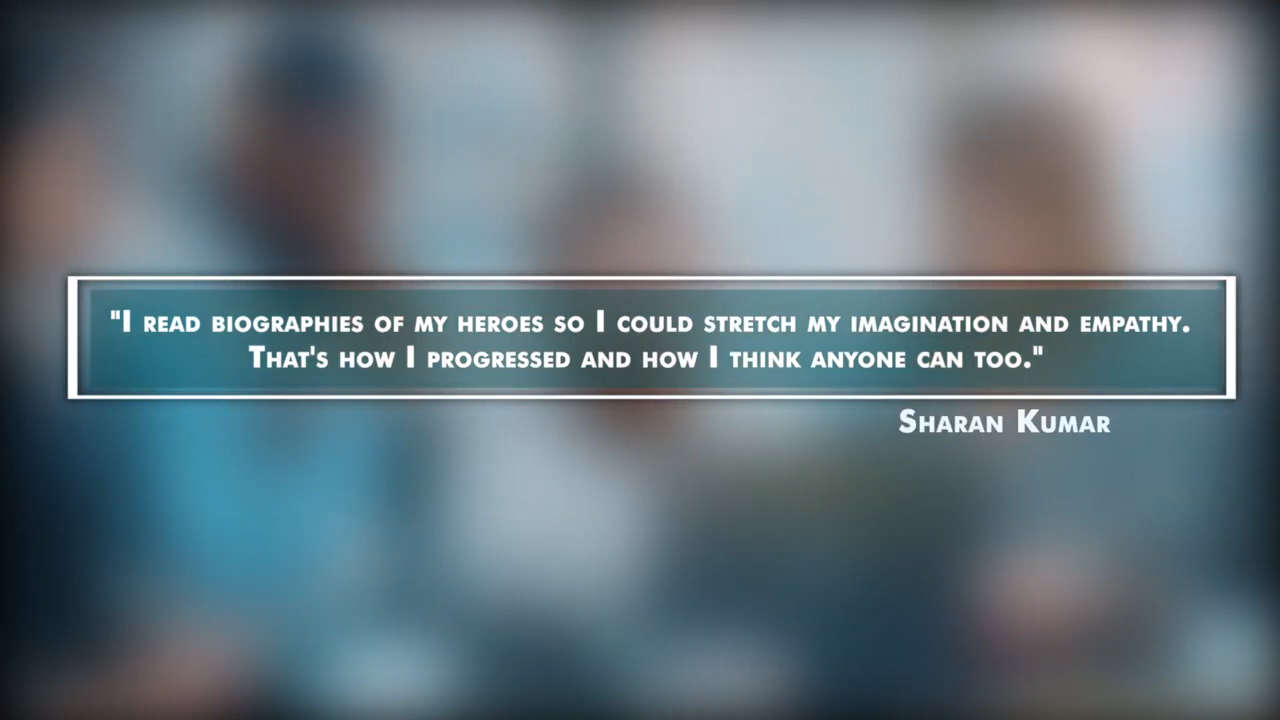 "I read biographies of my heroes so I could stretch my imagination and empathy.
That's how I progressed and how I think anyone can too."
Sharan Kumar